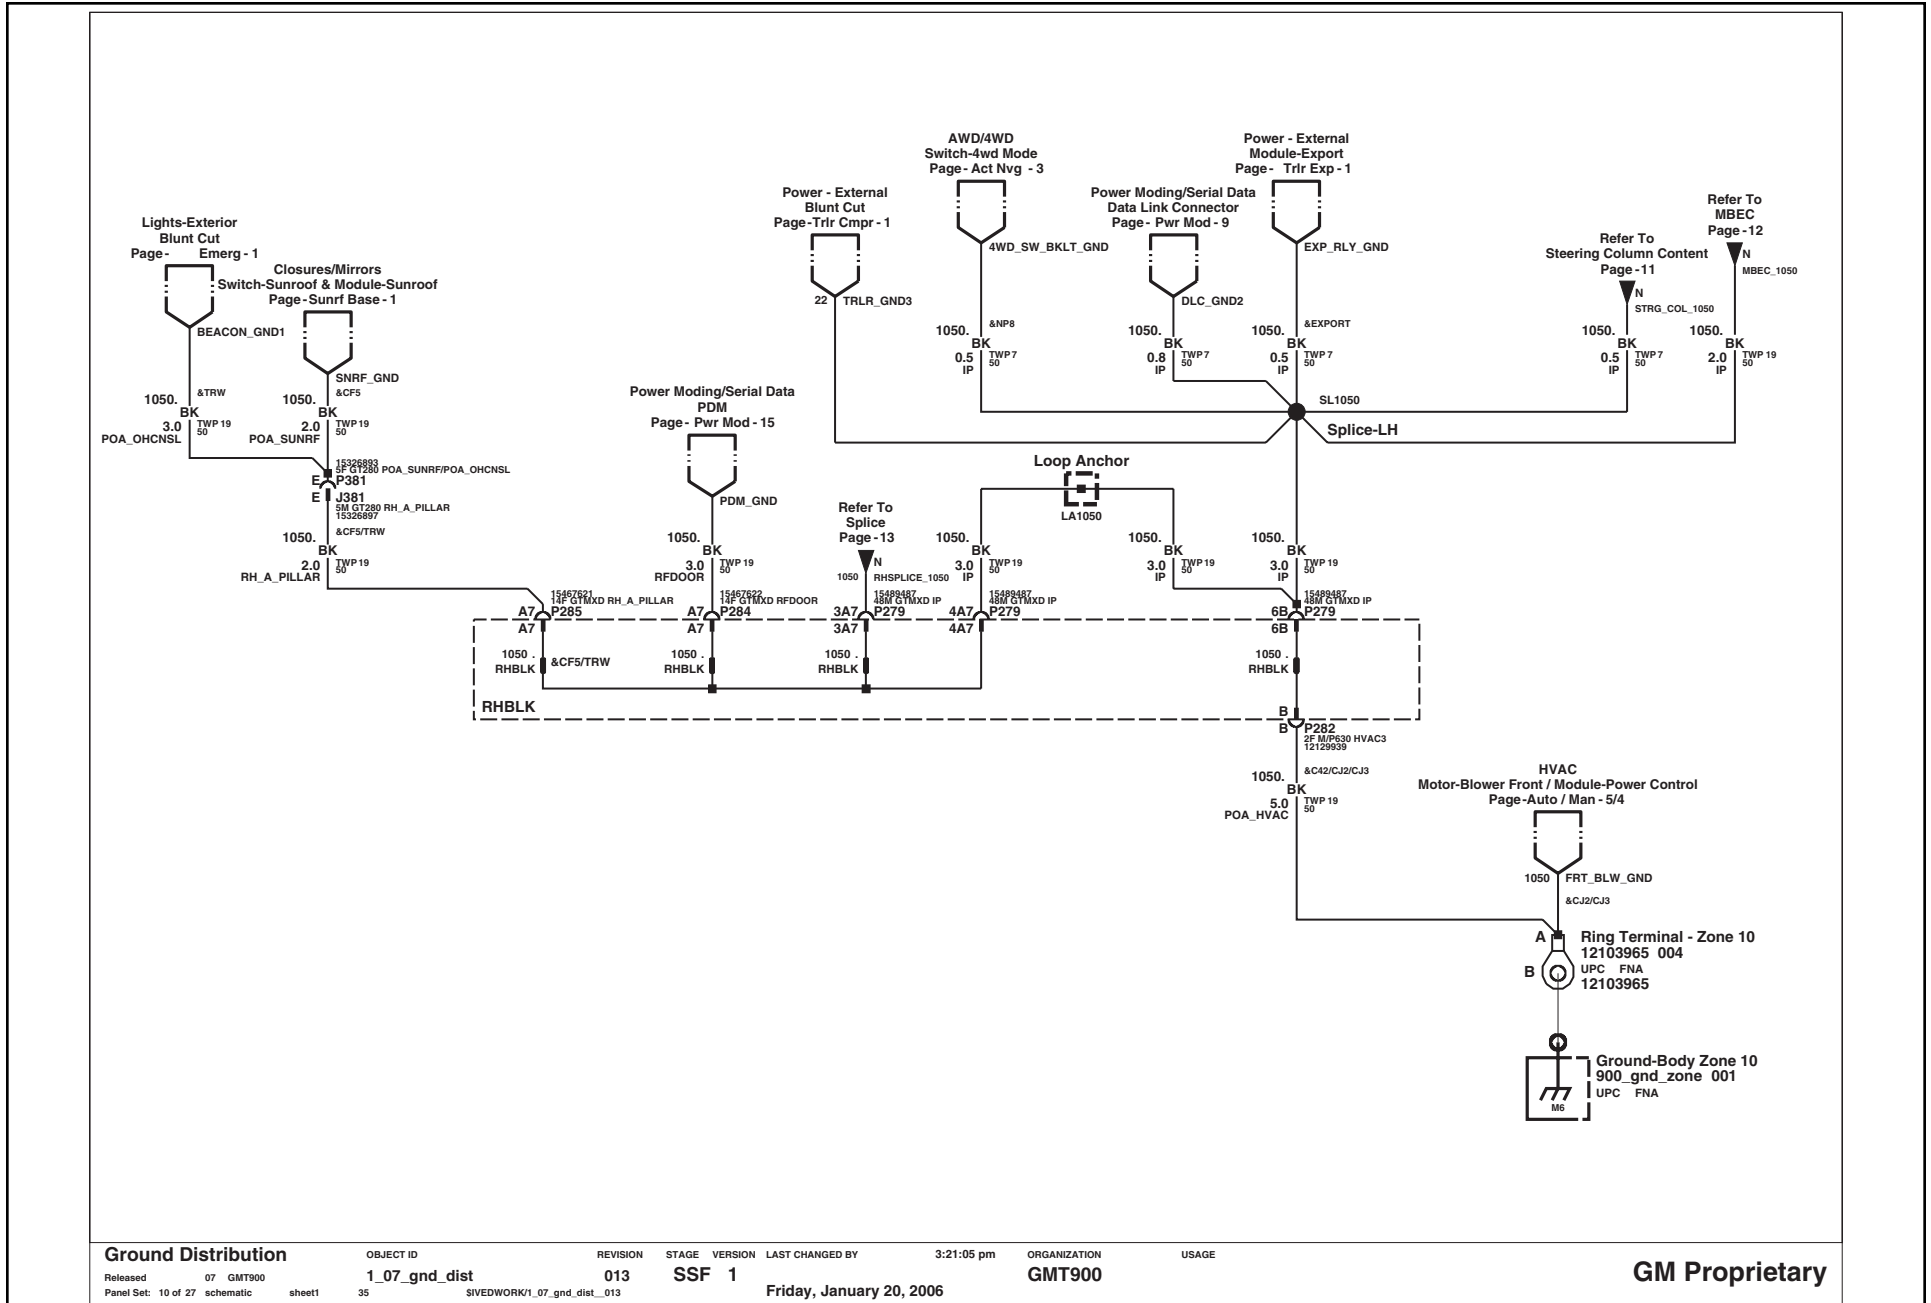 AWD/4WD
Switch-4wd Mode
Page- Act Nvg - 3
Power - External
Module-Export
Page- Trlr Exp - 1
Power - External
Blunt Cut
Page-Trlr Cmpr - 1
Power Moding/Serial Data
Data Link Connector
Page- Pwr Mod - 9
Refer To
MBEC
Page -12
Lights-Exterior
Blunt Cut
Page- Emerg - 1
Refer To
Steering Column Content
Page -11
Closures/Mirrors
Switch-Sunroof & Module-Sunroof
Page-Sunrf Base - 1
4WD_SW_BKLT_GND
EXP_RLY_GND
N
MBEC_1050
22 TRLR_GND3
DLC_GND2
N
STRG_COL_1050
BEACON_GND1
SNRF_GND
&NP8
1050.
BK
0.5 TWP 7
50
IP
1050.
BK
0.8 TWP 7
50
IP
&EXPORT
1050.
BK
0.5 TWP 7
50
IP
1050.
BK
0.5 TWP 7
50
IP
1050.
BK
2.0 TWP 19
50
IP
&TRW
1050.
BK
3.0 TWP 19
50
POA_OHCNSL
&CF5
1050.
BK
2.0 TWP 19
50
POA_SUNRF
Power Moding/Serial Data
PDM
Page- Pwr Mod - 15
SL1050
Splice-LH
15326893
5F GT280 POA_SUNRF/POA_OHCNSL
E P381
E J381
5M GT280 RH_A_PILLAR
15326897
Loop Anchor
LA1050
PDM_GND
Refer To
Splice
Page -13
N
1050 RHSPLICE_1050
&CF5/TRW
1050.
BK
2.0 TWP 19
50
RH_A_PILLAR
1050.
BK
3.0 TWP 19
50
RFDOOR
1050.
BK
3.0 TWP 19
50
IP
1050.
BK
3.0 TWP 19
50
IP
1050.
BK
3.0 TWP 19
50
IP
15467621
14F GTMXD RH_A_PILLAR
A7 P285
A7
15467622
14F GTMXD RFDOOR
A7 P284
A7
15489487
48M GTMXD IP
3A7 P279
3A7
15489487
48M GTMXD IP
4A7 P279
4A7
15489487
48M GTMXD IP
6B P279
6B
1050 .
RHBLK &CF5/TRW
1050 .
RHBLK
1050 .
RHBLK
1050 .
RHBLK
RHBLK
B
B P282
2F M/P630 HVAC3
12129939
&C42/CJ2/CJ3
1050.
BK
5.0 TWP 19
50
POA_HVAC
HVAC
Motor-Blower Front / Module-Power Control
Page-Auto / Man - 5/4
1050 FRT_BLW_GND
&CJ2/CJ3
A Ring Terminal - Zone 10
12103965 004
B UPC FNA
12103965
Ground-Body Zone 10
900_gnd_zone 001
UPC FNA
M6
Ground Distribution OBJECT ID REVISION STAGE VERSION LAST CHANGED BY 3:21:05 pm ORGANIZATION USAGE
Released 07 GMT900 1_07_gnd_dist 013 SSF 1 GMT900 GM Proprietary
Panel Set: 10 of 27 schematic sheet1 35 $IVEDWORK/1_07_gnd_dist__013 Friday, January 20, 2006